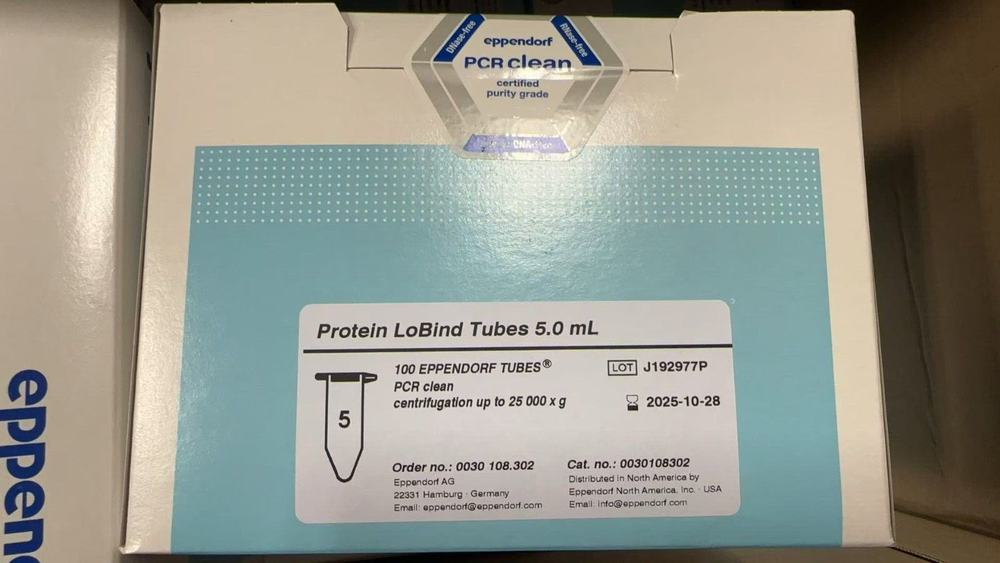 DNase-free
eppendorf
RNase-free
PCR clean
certified
purity grade
Protein LoBind Tubes 5.0 mL
100 EPPENDORF TUBES®
PCR clean
centrifugation up to 25 000 x g
LOT J192977P
2025-10-28
5
Order no.: 0030 108.302
Eppendorf AG
22331 Hamburg · Germany
Email: eppendorf@eppendorf.com
Cat. no.: 0030108302
Distributed in North America by
Eppendorf North America, Inc. · USA
Email: info@eppendorf.com
eppen